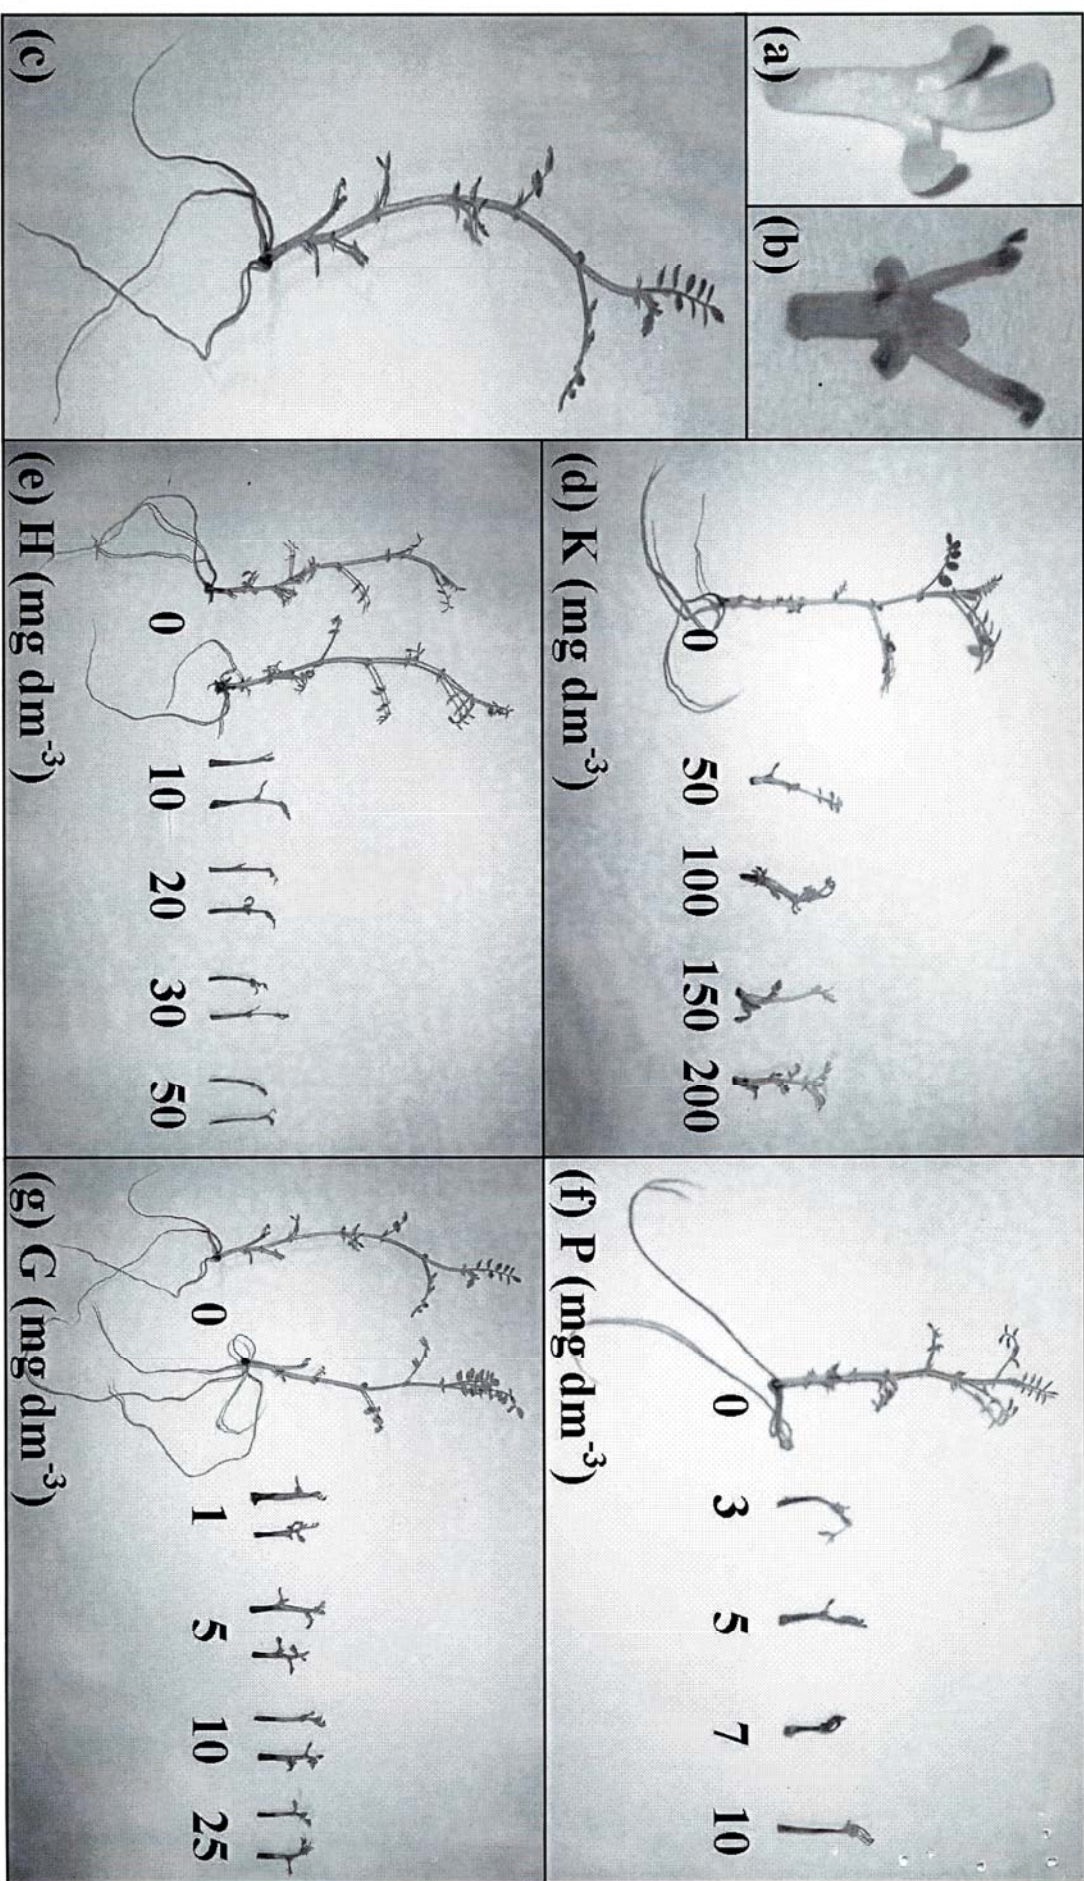 (a)
(b)
(c)
(d) K (mg dm⁻³)
0 50 100 150 200
(e) H (mg dm⁻³)
0 10 20 30 50
(f) P (mg dm⁻³)
0 3 5 7 10
(g) G (mg dm⁻³)
0 1 5 10 25